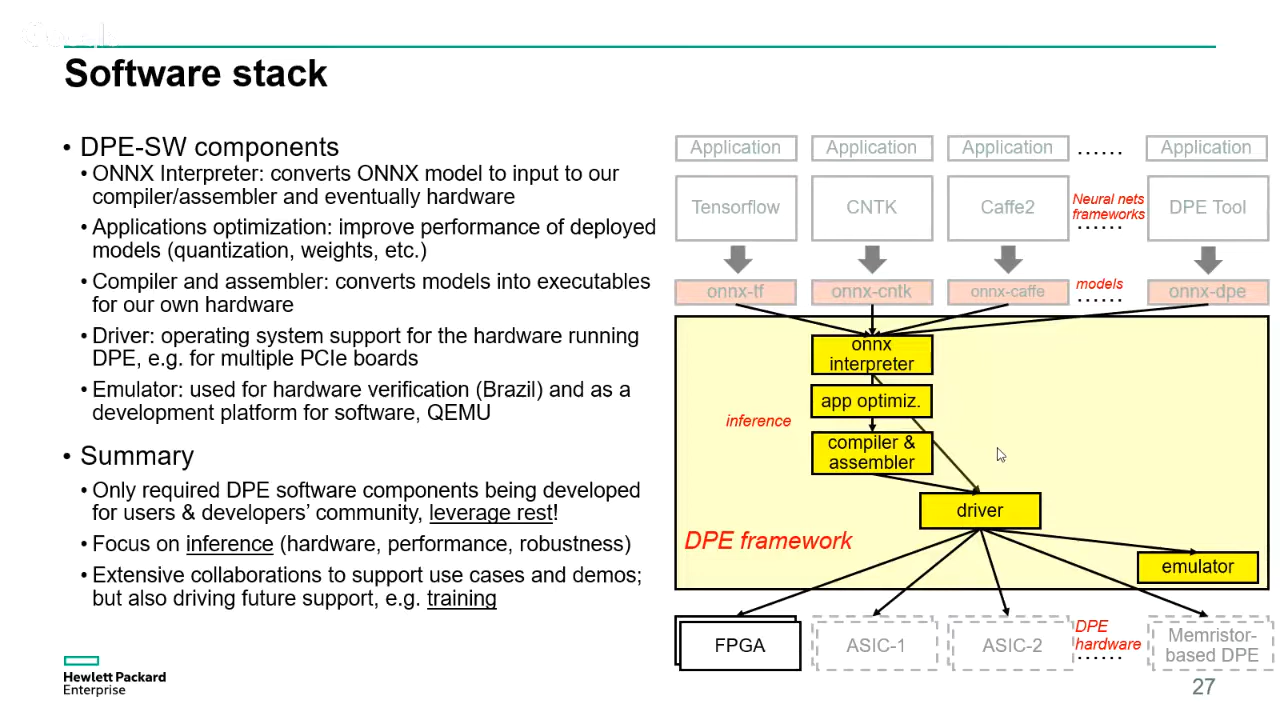 Software stack
• DPE-SW components
• ONNX Interpreter: converts ONNX model to input to our
compiler/assembler and eventually hardware
• Applications optimization: improve performance of deployed
models (quantization, weights, etc.)
• Compiler and assembler: converts models into executables
for our own hardware
• Driver: operating system support for the hardware running
DPE, e.g. for multiple PCIe boards
• Emulator: used for hardware verification (Brazil) and as a
development platform for software, QEMU
• Summary
• Only required DPE software components being developed
for users & developers' community, leverage rest!
• Focus on inference (hardware, performance, robustness)
• Extensive collaborations to support use cases and demos;
but also driving future support, e.g. training
Application Application Application ...... Application
Tensorflow CNTK Caffe2 DPE Tool
Neural nets
frameworks
......
onnx-tf onnx-cntk onnx-caffe onnx-dpe
models
......
onnx
interpreter
app optimiz.
inference
compiler &
assembler
driver
DPE framework
emulator
FPGA ASIC-1 ASIC-2
DPE
hardware
......
Memristor-
based DPE
Hewlett Packard
Enterprise
27